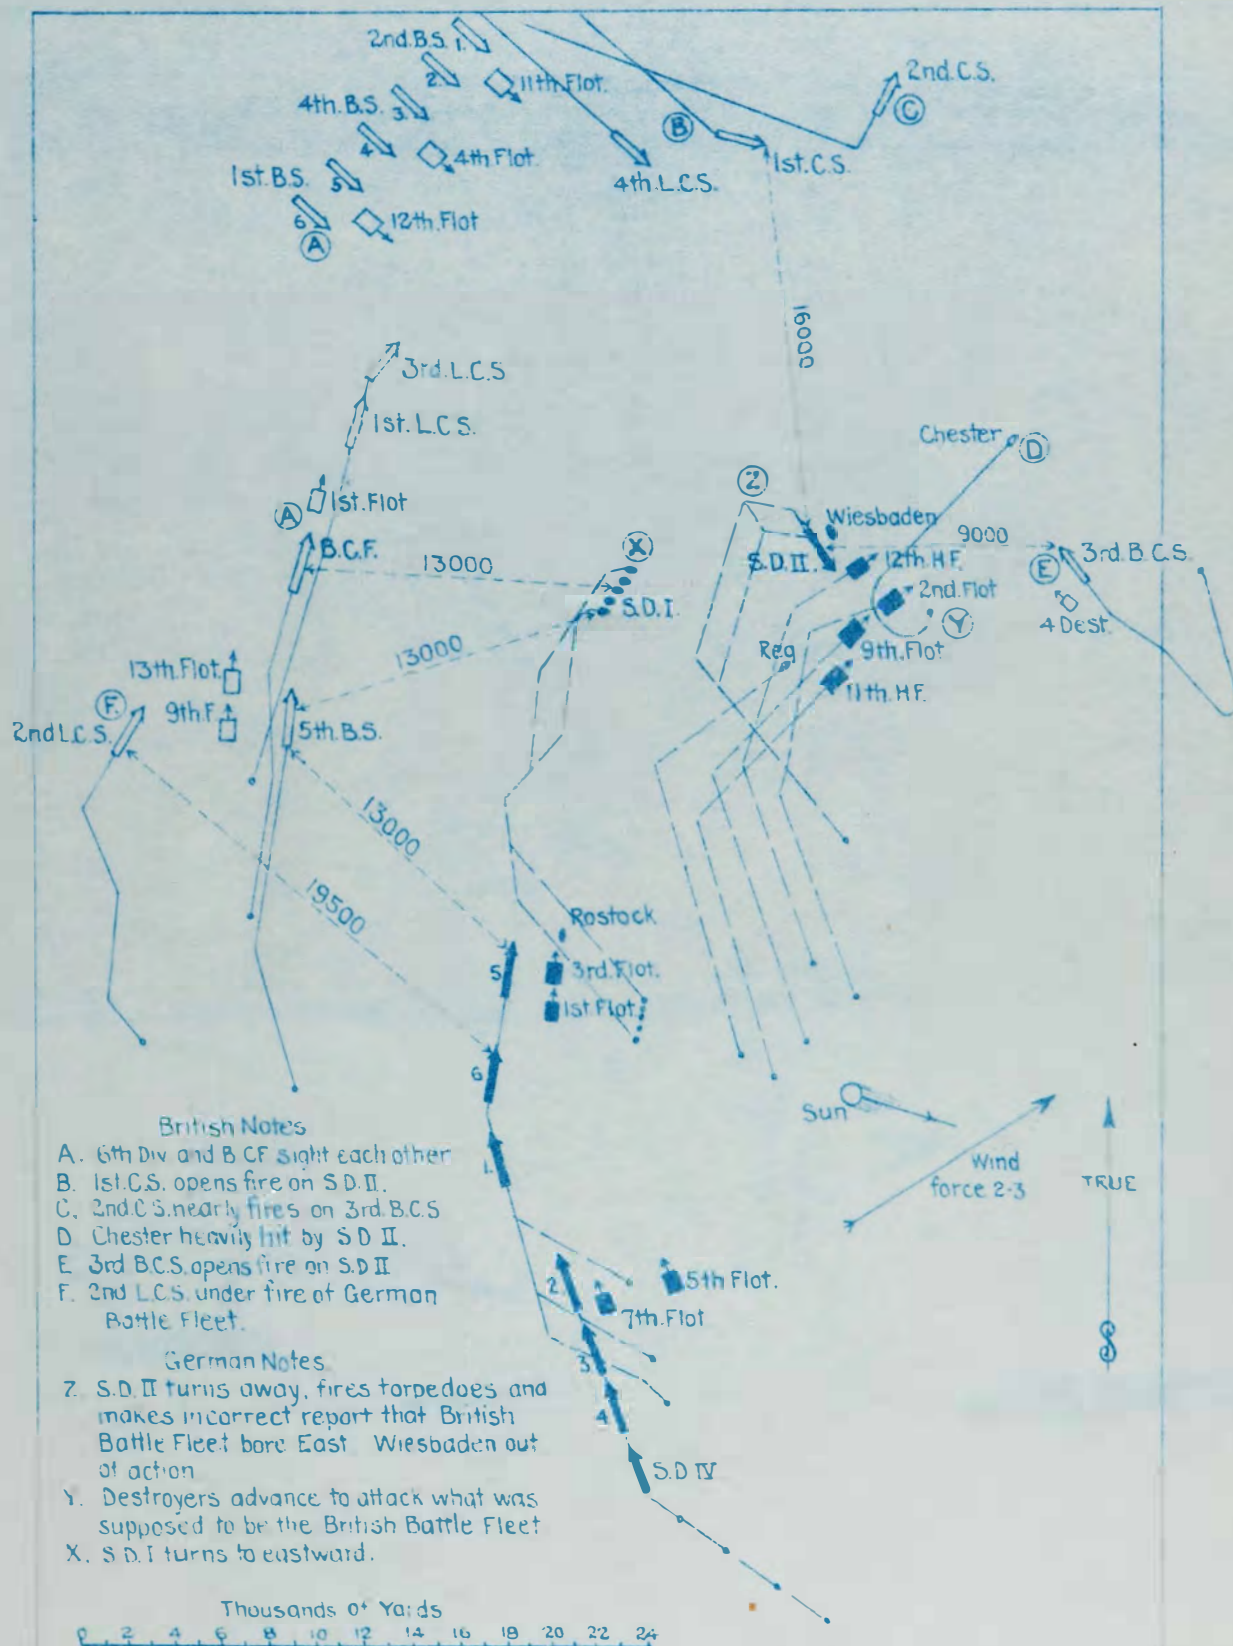 2nd.B.S. 1.
2.
11th.Flot.
2nd.C.S.
C
4th.B.S. 3
B
4
4th.Flot.
1st.C.S.
1st.B.S.
5
4th.L.C.S.
6
12th.Flot
A
16000
3rd.L.C.S
1st.L.C.S.
Chester
D
Z
1st.Flot
A
Wiesbaden
B.C.F.
X
9000
13000
S.D.II.
12th.H.F.
E
3rd.B.C.S.
S.D.I.
2nd.Flot
Y
4 Dest.
13000
Reg
9th.Flot
13th.Flot.
11th.H.F.
F.
9th.F.
2nd L.C.S.
5th.B.S.
13000
19500
Rostock
5
3rd.Flot.
1st.Flot.
6
Sun
British Notes
A. 6th Div and B CF sight each other
1.
Wind
force 2-3
TRUE
B. 1st.C.S. opens fire on S.D.II.
C. 2nd.C.S.nearly fires on 3rd.B.C.S
D Chester heavily hit by S D II.
E 3rd B.C.S.opens fire on S.D II
F. 2nd L.C.S. under fire of German
Battle Fleet.
2
5th Flot.
7th.Flot
German Notes
3
Z. S.D.II turns away, fires torpedoes and
makes incorrect report that British
Battle Fleet bore East Wiesbaden out
of action
4
S.D IV
Y. Destroyers advance to attack what was
supposed to be the British Battle Fleet
X. S.D.I turns to eastward.
Thousands of Yards
0 2 4 6 8 10 12 14 16 18 20 22 24